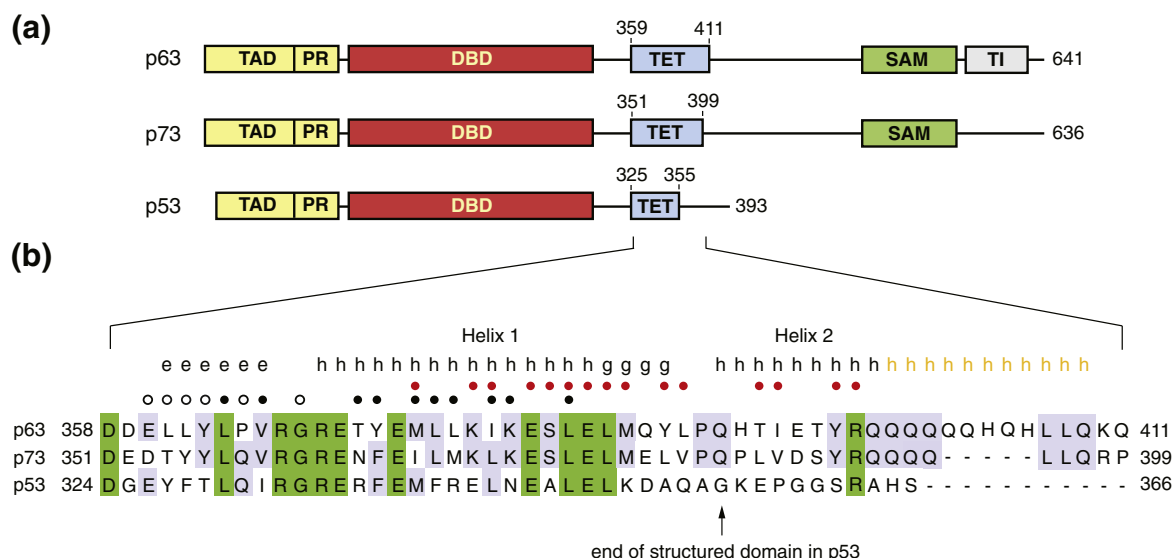 (a)
359 411
p63 TAD PR DBD TET SAM TI 641
351 399
p73 TAD PR DBD TET SAM 636
325 355
p53 TAD PR DBD TET 393
(b)
Helix 1 Helix 2
e e e e e e h h h h h h h h h h h h h h h g g g g h h h h h h h h h h h h h h h h h h h h
p63 358 D D E L L Y L P V R G R E T Y E M L L K I K E S L E L M Q Y L P Q H T I E T Y R Q Q Q Q Q Q H Q H L L Q K Q 411
p73 351 D E D T Y Y L Q V R G R E N F E I L M K L K E S L E L M E L V P Q P L V D S Y R Q Q Q Q - - - - - L L Q R P 399
p53 324 D G E Y F T L Q I R G R E R F E M F R E L N E A L E L K D A Q A G K E P G G S R A H S - - - - - - - - - - - 366
end of structured domain in p53